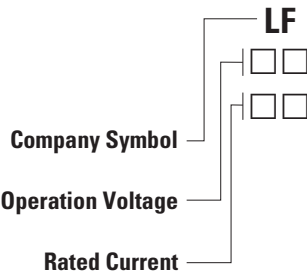 LF
□□
□□
Company Symbol
Operation Voltage
Rated Current